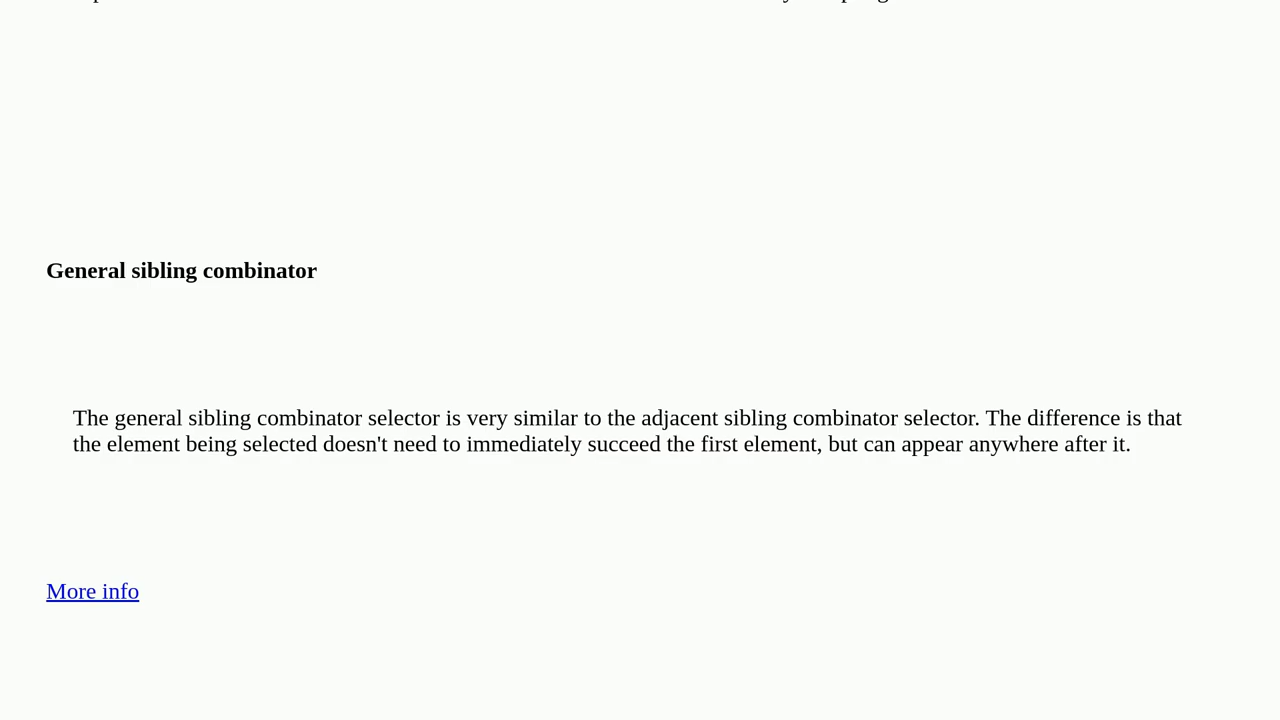 General sibling combinator
The general sibling combinator selector is very similar to the adjacent sibling combinator selector. The difference is that
the element being selected doesn't need to immediately succeed the first element, but can appear anywhere after it.
More info